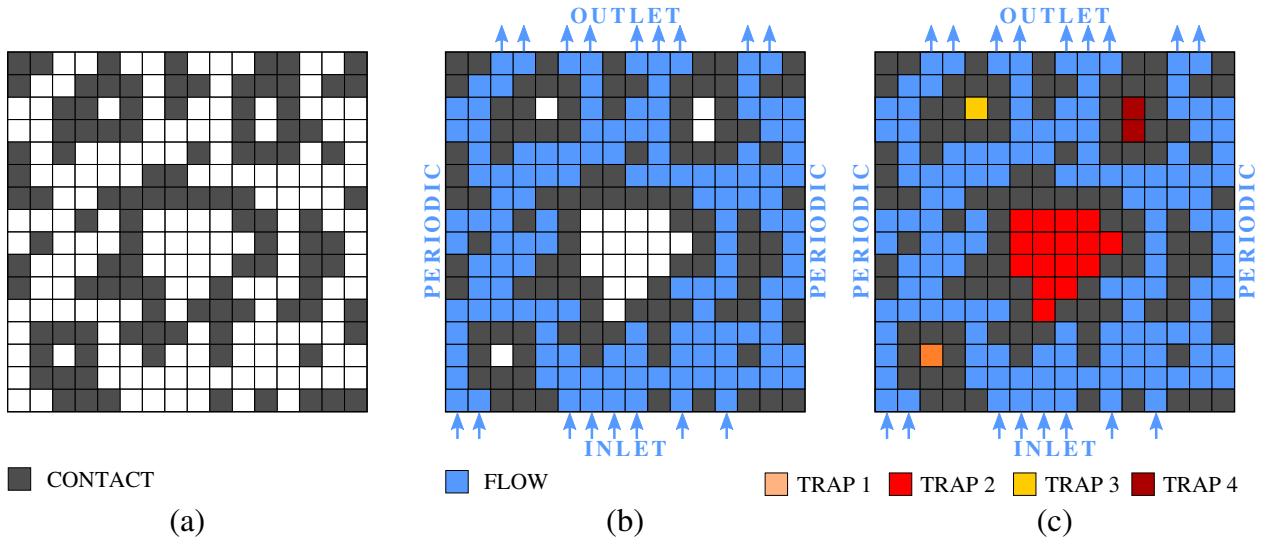 OUTLET
OUTLET
PERIODIC
PERIODIC
PERIODIC
PERIODIC
INLET
INLET
CONTACT
FLOW
TRAP 1
TRAP 2
TRAP 3
TRAP 4
(a)
(b)
(c)